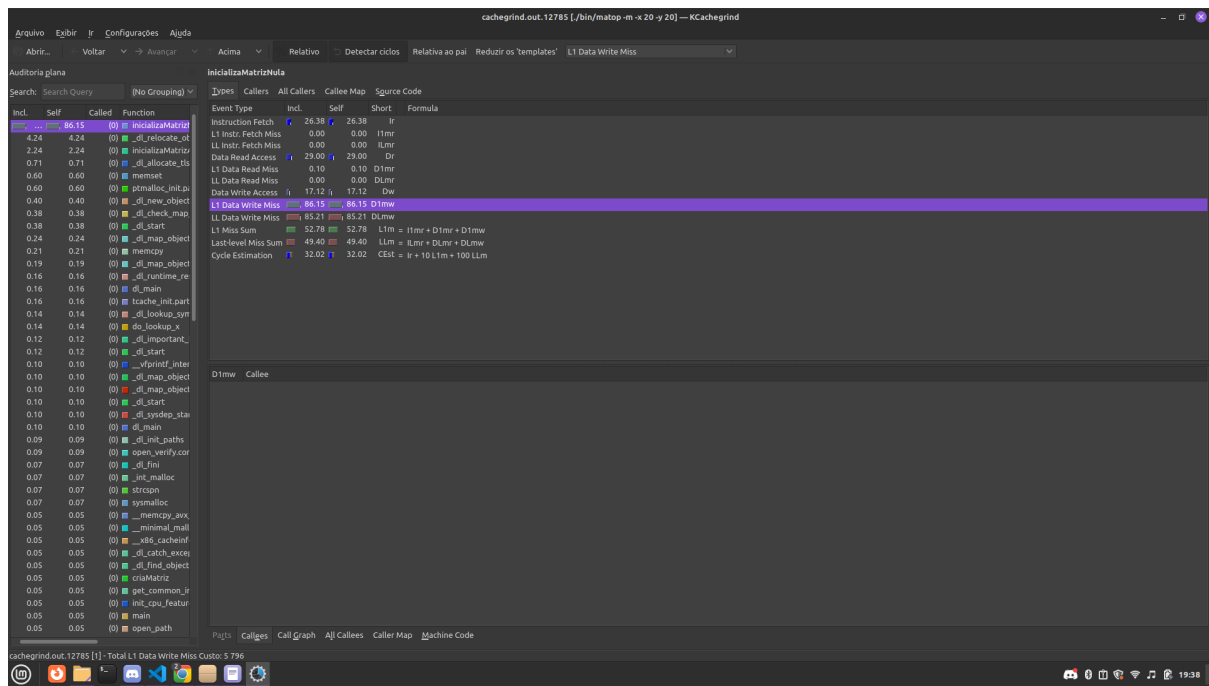 cachegrind.out.12785 [./bin/matop -m -x 20 -y 20] — KCachegrind
Arquivo Exibir Ir Configurações Ajuda
Abrir... Voltar Avançar Acima Relativo Detectar ciclos Relativa ao pai Reduzir os 'templates' L1 Data Write Miss
Auditoria plana
Search: Search Query (No Grouping)
Incl. Self Called Function
... 86.15 (0) inicializaMatrizN
4.24 4.24 (0) _dl_relocate_ob
2.24 2.24 (0) inicializaMatrizA
0.71 0.71 (0) _dl_allocate_tls
0.60 0.60 (0) memset
0.60 0.60 (0) ptmalloc_init.pa
0.40 0.40 (0) _dl_new_object
0.38 0.38 (0) _dl_check_map
0.38 0.38 (0) _dl_start
0.24 0.24 (0) _dl_map_object
0.21 0.21 (0) memcpy
0.19 0.19 (0) _dl_map_object
0.16 0.16 (0) _dl_runtime_re
0.16 0.16 (0) dl_main
0.16 0.16 (0) tcache_init.part
0.14 0.14 (0) _dl_lookup_sym
0.14 0.14 (0) do_lookup_x
0.12 0.12 (0) _dl_important_
0.12 0.12 (0) _dl_start
0.10 0.10 (0) __vfprintf_inter
0.10 0.10 (0) _dl_map_object
0.10 0.10 (0) _dl_map_object
0.10 0.10 (0) _dl_start
0.10 0.10 (0) _dl_sysdep_star
0.10 0.10 (0) dl_main
0.09 0.09 (0) _dl_init_paths
0.09 0.09 (0) open_verify.con
0.07 0.07 (0) _dl_fini
0.07 0.07 (0) _int_malloc
0.07 0.07 (0) strcspn
0.07 0.07 (0) sysmalloc
0.05 0.05 (0) __memcpy_avx_
0.05 0.05 (0) __minimal_mall
0.05 0.05 (0) __x86_cacheinf
0.05 0.05 (0) _dl_catch_excep
0.05 0.05 (0) _dl_find_object
0.05 0.05 (0) criaMatriz
0.05 0.05 (0) get_common_in
0.05 0.05 (0) init_cpu_featur
0.05 0.05 (0) main
0.05 0.05 (0) open_path
inicializaMatrizNula
Types Callers All Callers Callee Map Source Code
Event Type Incl. Self Short Formula
Instruction Fetch 26.38 26.38 Ir
L1 Instr. Fetch Miss 0.00 0.00 I1mr
LL Instr. Fetch Miss 0.00 0.00 ILmr
Data Read Access 29.00 29.00 Dr
L1 Data Read Miss 0.10 0.10 D1mr
LL Data Read Miss 0.00 0.00 DLmr
Data Write Access 17.12 17.12 Dw
L1 Data Write Miss 86.15 86.15 D1mw
LL Data Write Miss 85.21 85.21 DLmw
L1 Miss Sum 52.78 52.78 L1m = I1mr + D1mr + D1mw
Last-level Miss Sum 49.40 49.40 LLm = ILmr + DLmr + DLmw
Cycle Estimation 32.02 32.02 CEst = Ir + 10 L1m + 100 LLm
D1mw Callee
Parts Callees Call Graph All Callees Caller Map Machine Code
cachegrind.out.12785 [1] - Total L1 Data Write Miss Custo: 5 796
2
19:38